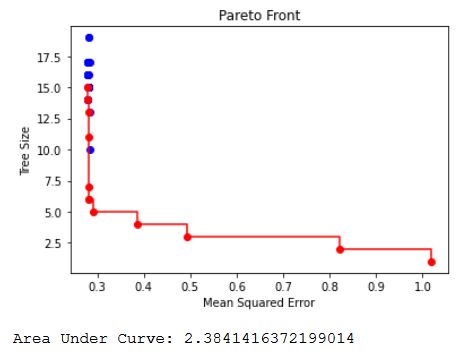 Pareto Front
17.5
15.0
12.5
10.0
7.5
5.0
2.5
Tree Size
0.3 0.4 0.5 0.6 0.7 0.8 0.9 1.0
Mean Squared Error
Area Under Curve: 2.3841416372199014